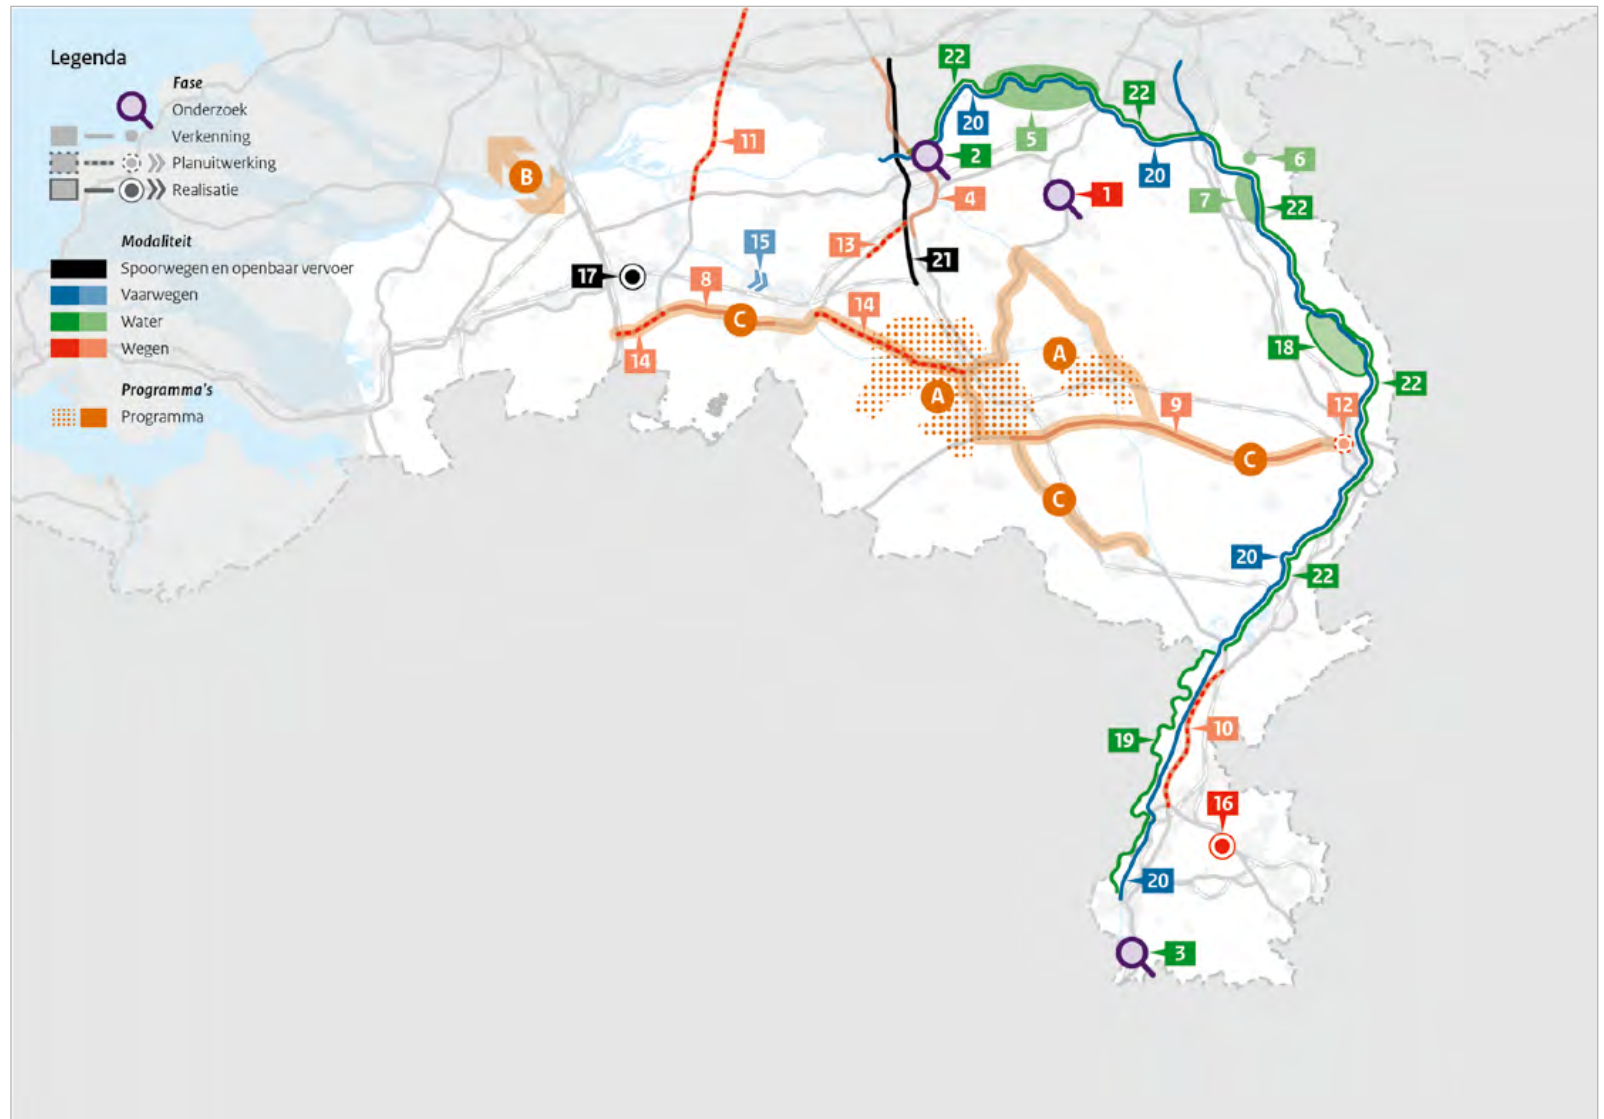 Legenda
Fase
Onderzoek
Verkenning
Planuitwerking
Realisatie
Modaliteit
Spoorwegen en openbaar vervoer
Vaarwegen
Water
Wegen
Programma's
Programma
22
20
5
22
20
6
7
22
11
B
2
1
4
13
15
17
21
8
C
14
14
A
A
18
22
9
12
C
C
20
22
19
10
16
20
3